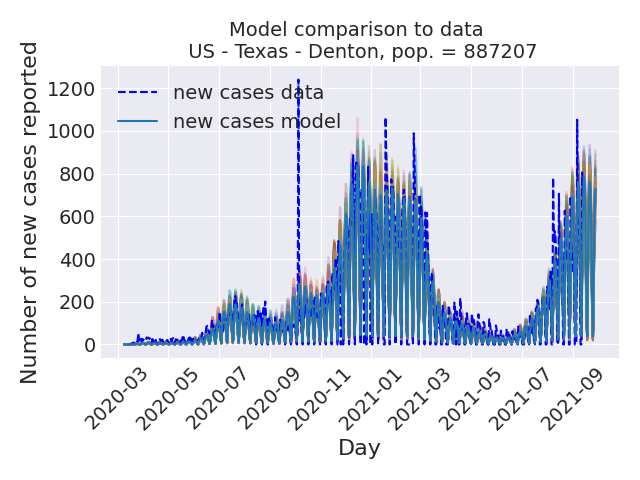 Model comparison to data
US - Texas - Denton, pop. = 887207
Number of new cases reported
1200
1000
800
600
400
200
0
new cases data
new cases model
2020-03
2020-05
2020-07
2020-09
2020-11
2021-01
2021-03
2021-05
2021-07
2021-09
Day